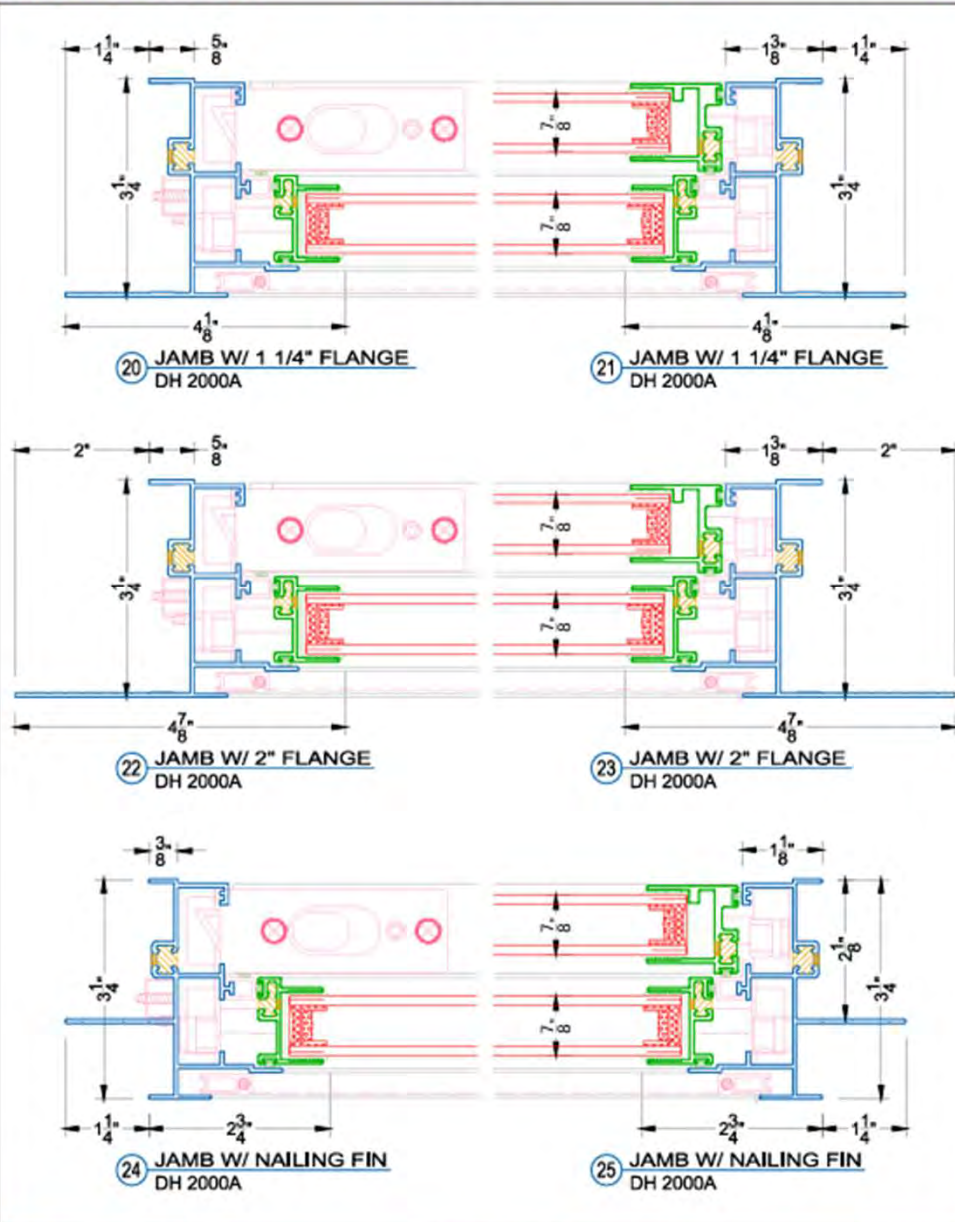 1 1/4" 5/8" 1 3/8" 1 1/4"
7/8"
3 1/4" 3 1/4"
7/8"
4 1/8" 4 1/8"
20 JAMB W/ 1 1/4" FLANGE 21 JAMB W/ 1 1/4" FLANGE
DH 2000A DH 2000A
2" 5/8" 1 3/8" 2"
7/8"
3 1/4" 3 1/4"
7/8"
4 7/8" 4 7/8"
22 JAMB W/ 2" FLANGE 23 JAMB W/ 2" FLANGE
DH 2000A DH 2000A
3/8" 1 1/8"
7/8"
2 1/8"
3 1/4" 3 1/4"
7/8"
1 1/4" 2 3/4" 2 3/4" 1 1/4"
24 JAMB W/ NAILING FIN 25 JAMB W/ NAILING FIN
DH 2000A DH 2000A